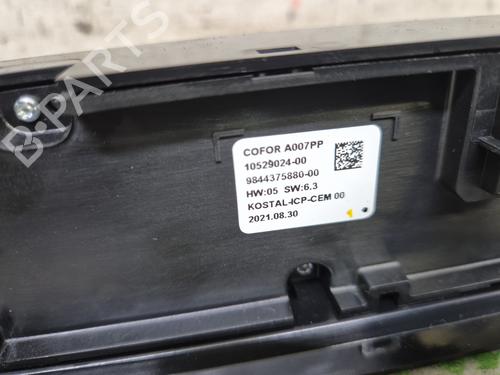 B-PARTS
COFOR A007PP
10529024-00
9844375880-00
HW:05 SW:6.3
KOSTAL-ICP-CEM 00
2021.08.30